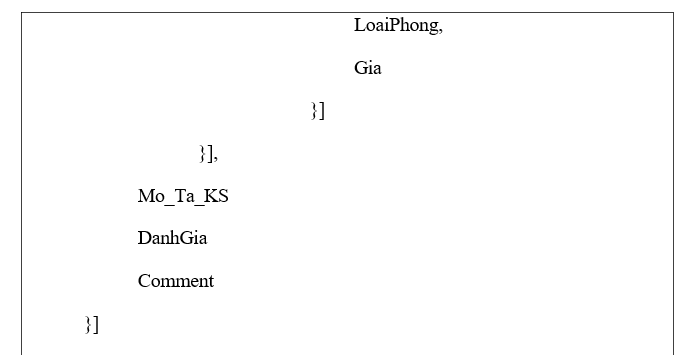 LoaiPhong,
Gia
}]
}],
Mo_Ta_KS
DanhGia
Comment
}]